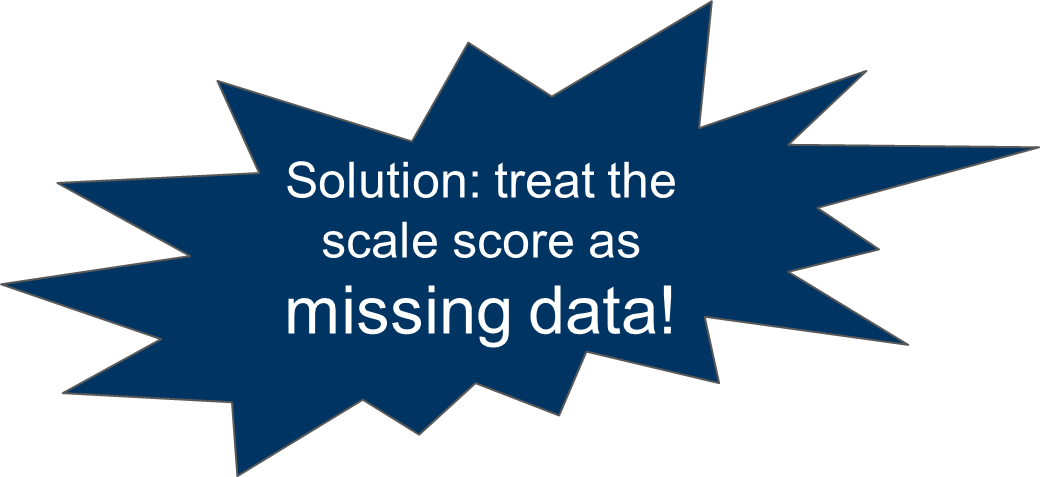 Solution: treat the
scale score as
missing data!